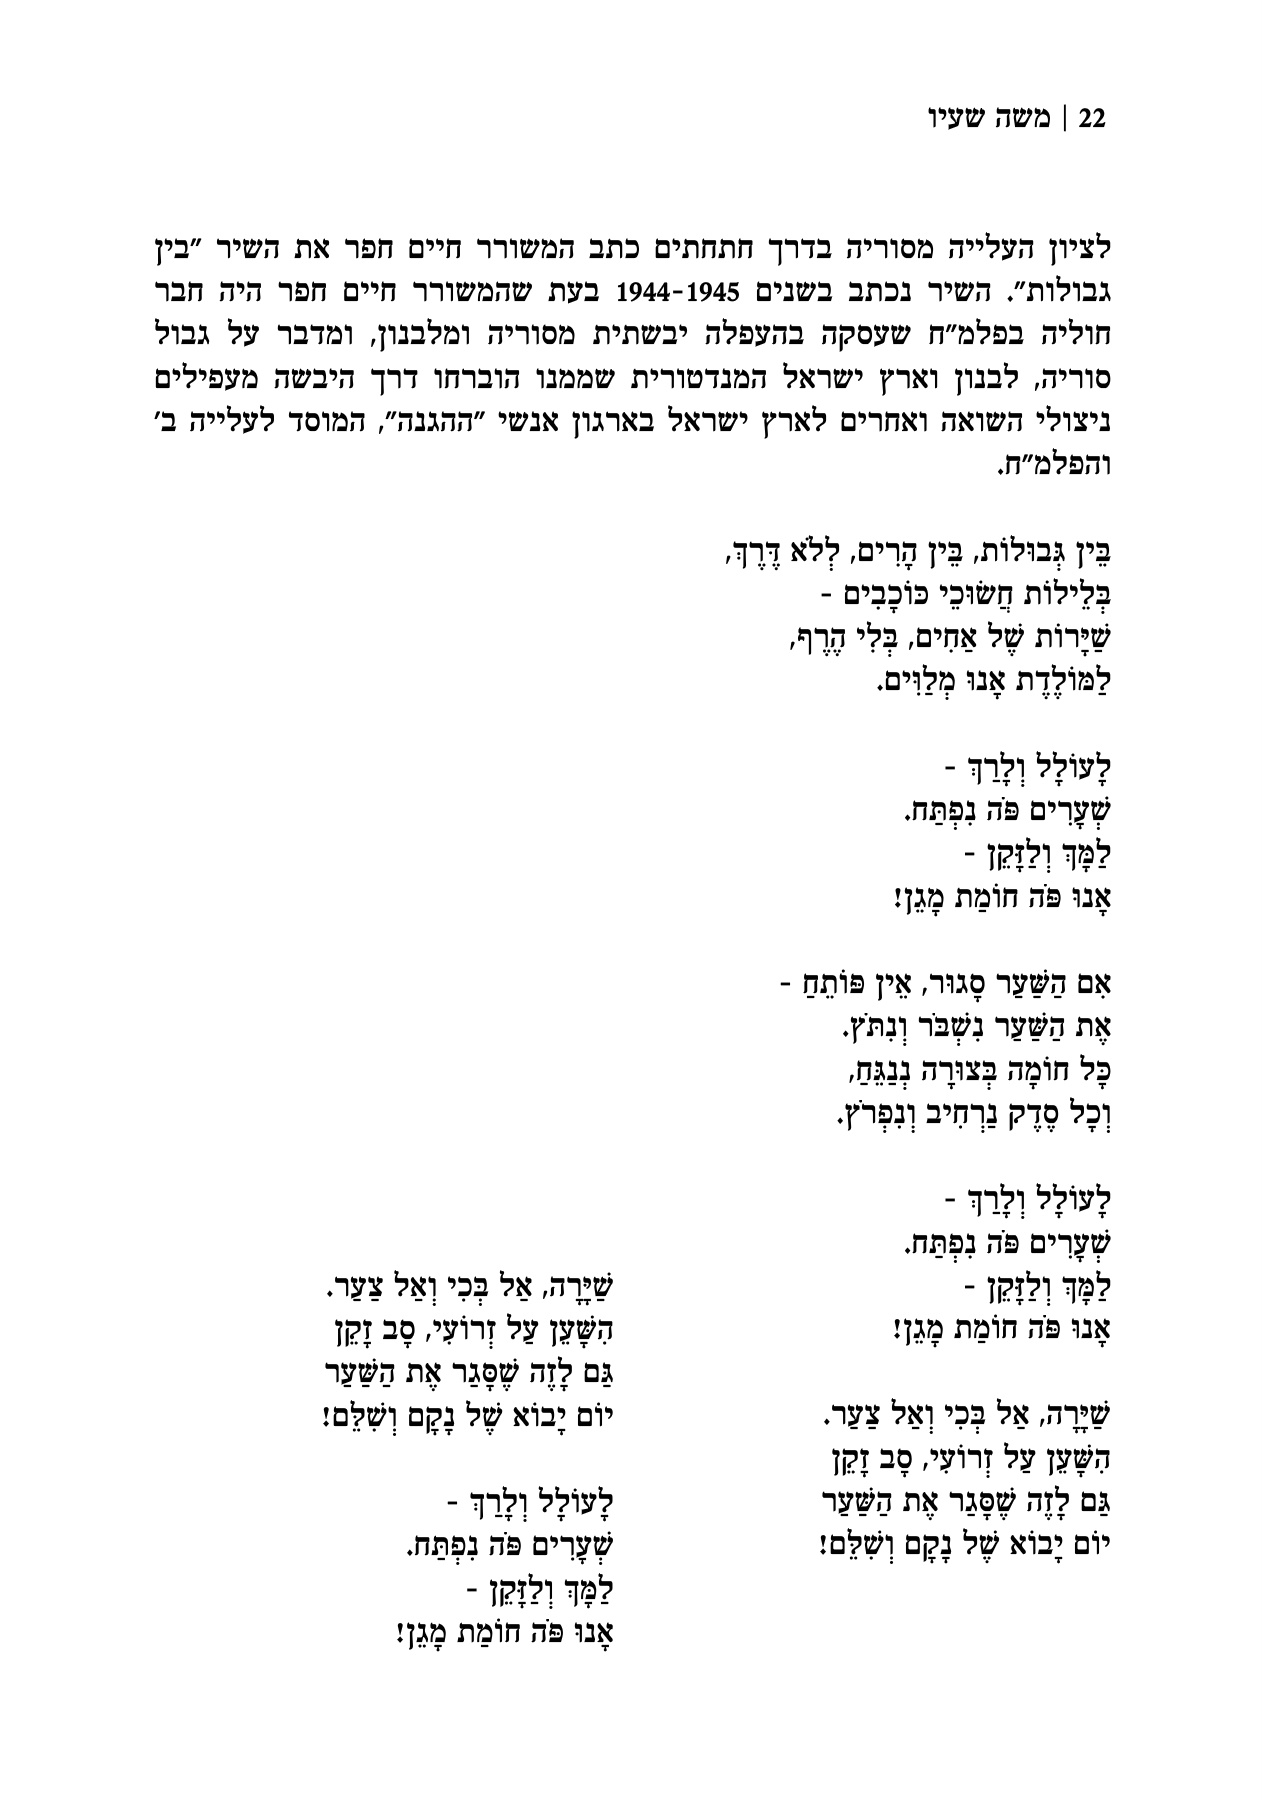 22 | משה שעיו
לציון העלייה מסוריה בדרך חתחתים כתב המשורר חיים חפר את השיר "בין
גבולות". השיר נכתב בשנים 1944-1945 בעת שהמשורר חיים חפר היה חבר
חוליה בפלמ"ח שעסקה בהעפלה יבשתית מסוריה ומלבנון, ומדבר על גבול
סוריה, לבנון וארץ ישראל המנדטורית שממנו הוברחו דרך היבשה מעפילים
ניצולי השואה ואחרים לארץ ישראל בארגון אנשי "ההגנה", המוסד לעלייה ב'
והפלמ"ח.
בֵּין גְּבוּלוֹת, בֵּין הָרִים, לְלֹא דֶּרֶךְ,
בְּלֵילוֹת חֲשׂוּכֵי כּוֹכָבִים -
שַׁיָּרוֹת שֶׁל אַחִים, בְּלִי הֶרֶף,
לַמּוֹלֶדֶת אָנוּ מְלַוִּים.
לָעוֹלָל וְלָרַךְ -
שְׁעָרִים פֹּה נִפְתַּח.
לַמָּךְ וְלַזָּקֵן -
אָנוּ פֹּה חוֹמַת מָגֵן!
אִם הַשַּׁעַר סָגוּר, אֵין פּוֹתֵחַ -
אֶת הַשַּׁעַר נִשְׁבֹּר וְנִתֹּץ.
כָּל חוֹמָה בְּצוּרָה נְנַגֵּחַ,
וְכָל סֶדֶק נַרְחִיב וְנִפְרֹץ.
לָעוֹלָל וְלָרַךְ -
שְׁעָרִים פֹּה נִפְתַּח.
לַמָּךְ וְלַזָּקֵן -
אָנוּ פֹּה חוֹמַת מָגֵן!
שַׁיָּרָה, אַל בְּכִי וְאַל צַעַר.
הִשָּׁעֵן עַל זְרוֹעִי, סָב זָקֵן
גַּם לָזֶה שֶׁסָּגַר אֶת הַשַּׁעַר
יוֹם יָבוֹא שֶׁל נָקָם וְשִׁלֵּם!
שַׁיָּרָה, אַל בְּכִי וְאַל צַעַר.
הִשָּׁעֵן עַל זְרוֹעִי, סָב זָקֵן
גַּם לָזֶה שֶׁסָּגַר אֶת הַשַּׁעַר
יוֹם יָבוֹא שֶׁל נָקָם וְשִׁלֵּם!
לָעוֹלָל וְלָרַךְ -
שְׁעָרִים פֹּה נִפְתַּח.
לַמָּךְ וְלַזָּקֵן -
אָנוּ פֹּה חוֹמַת מָגֵן!